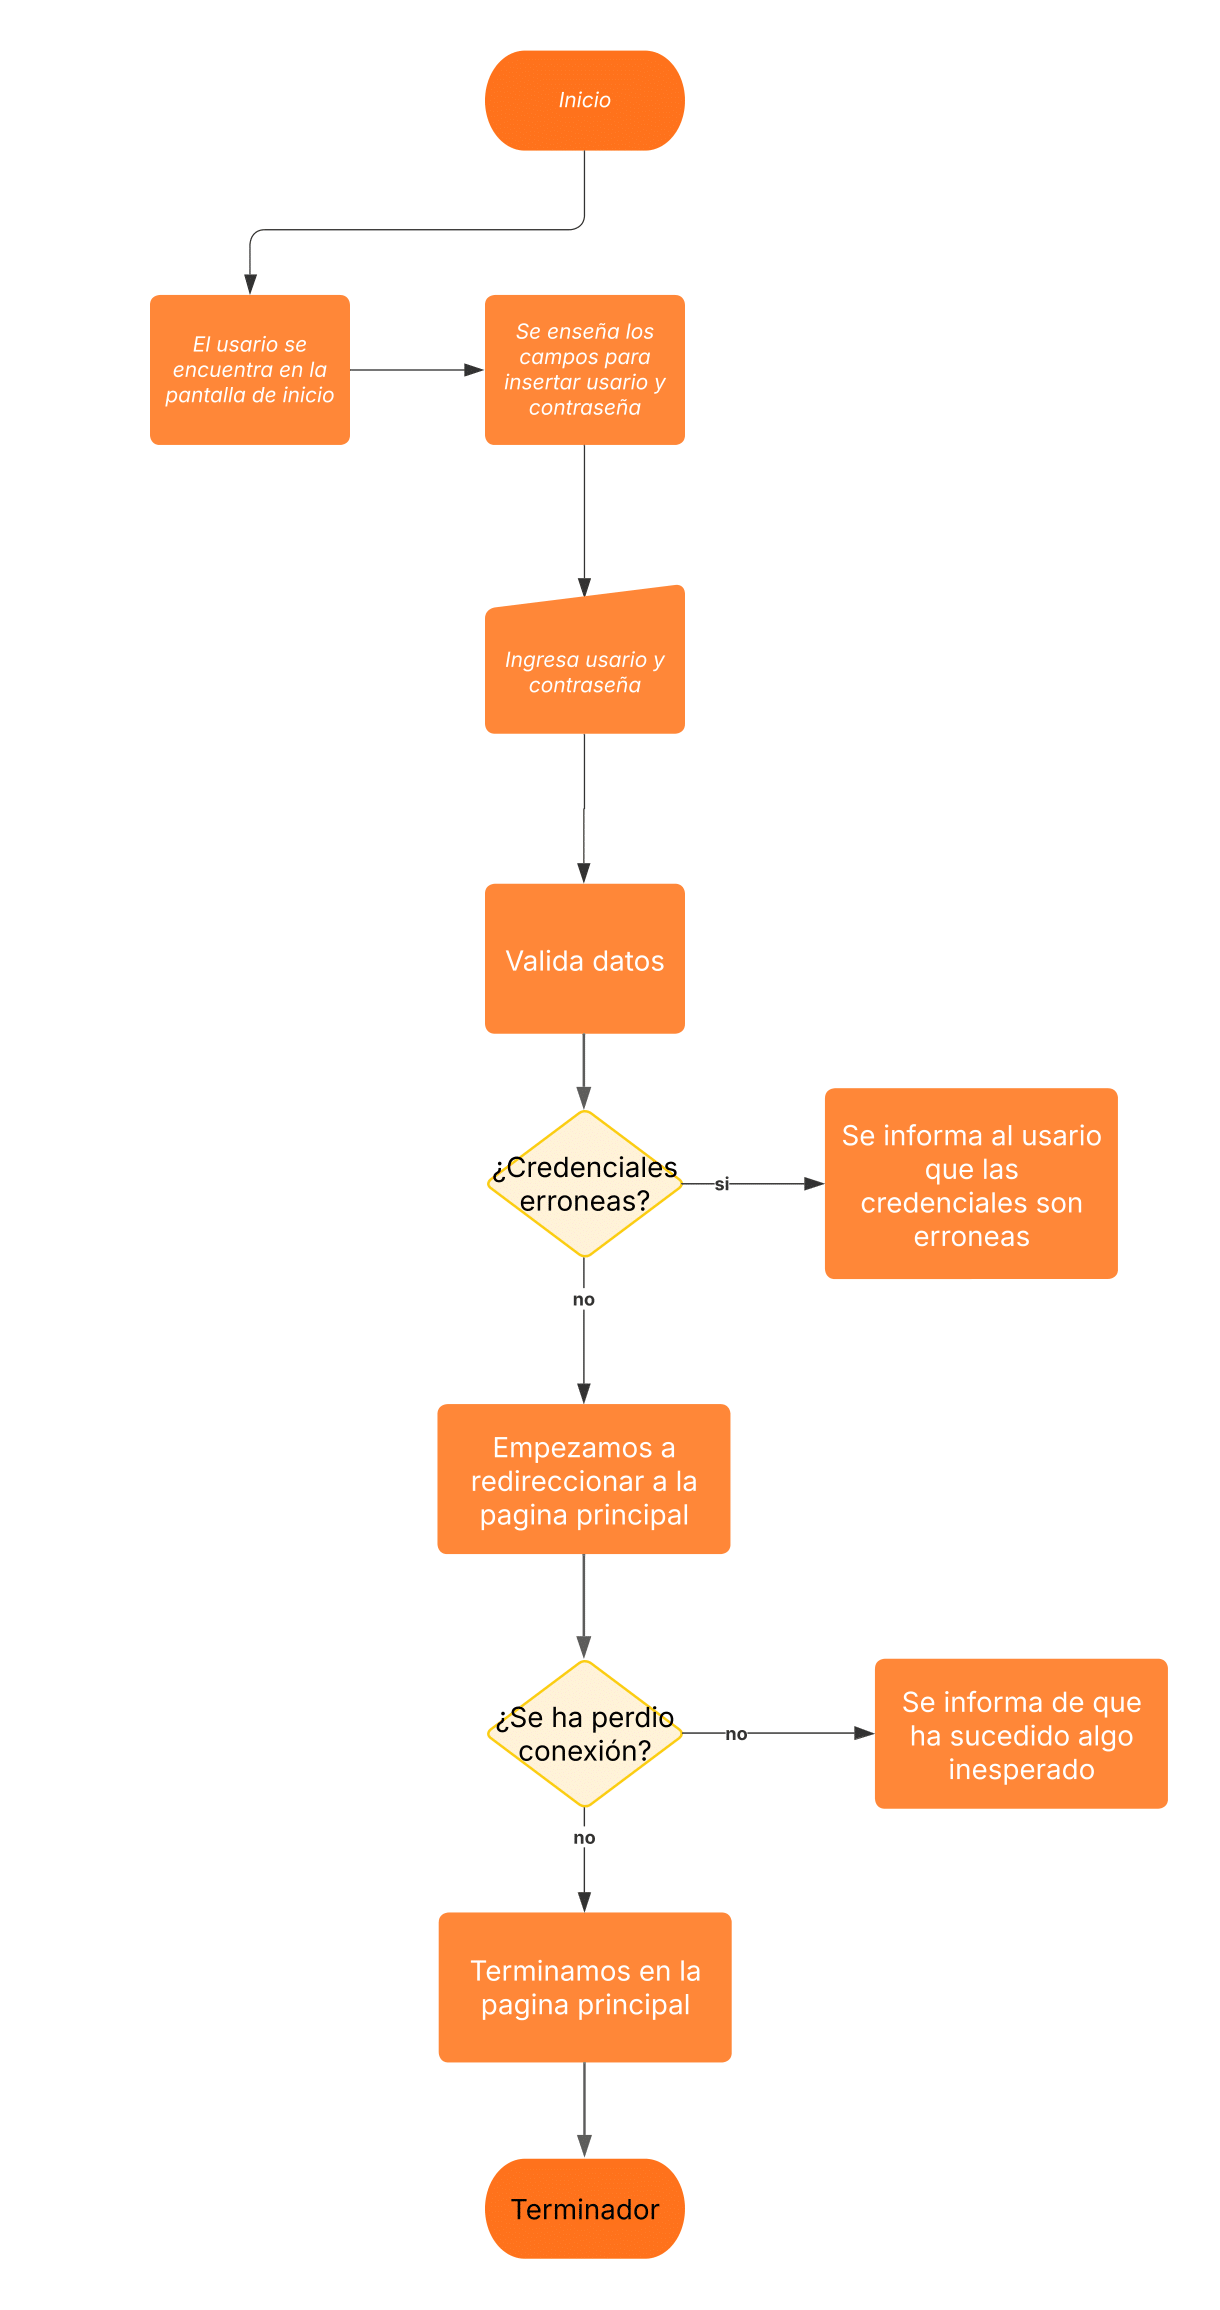 Inicio
El usario se
encuentra en la
pantalla de inicio
Se enseña los
campos para
insertar usario y
contraseña
Ingresa usario y
contraseña
Valida datos
¿Credenciales
erroneas?
si
Se informa al usario
que las
credenciales son
erroneas
no
Empezamos a
redireccionar a la
pagina principal
¿Se ha perdio
conexión?
no
Se informa de que
ha sucedido algo
inesperado
no
Terminamos en la
pagina principal
Terminador